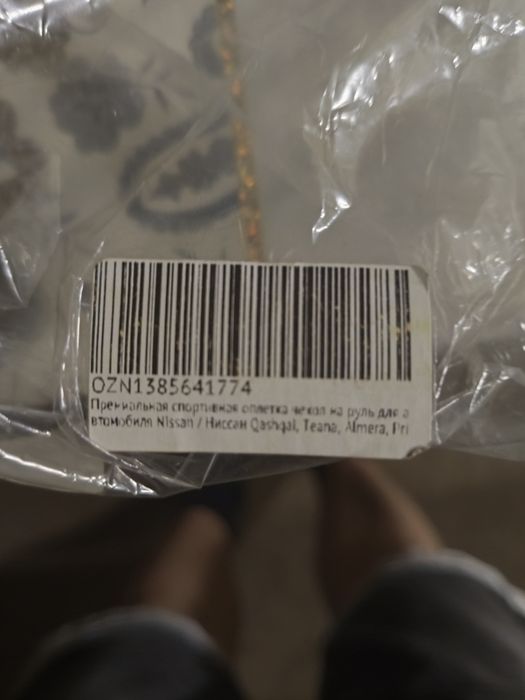 OZN1385641774
Премиальная спортивная оплетка чехол на руль для а
втомобиля Nissan / Ниссан Qashqai, Teana, Almera, Pri